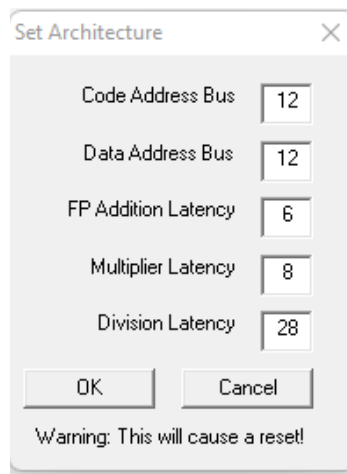 Set Architecture
Code Address Bus 12
Data Address Bus 12
FP Addition Latency 6
Multiplier Latency 8
Division Latency 28
OK Cancel
Warning: This will cause a reset!